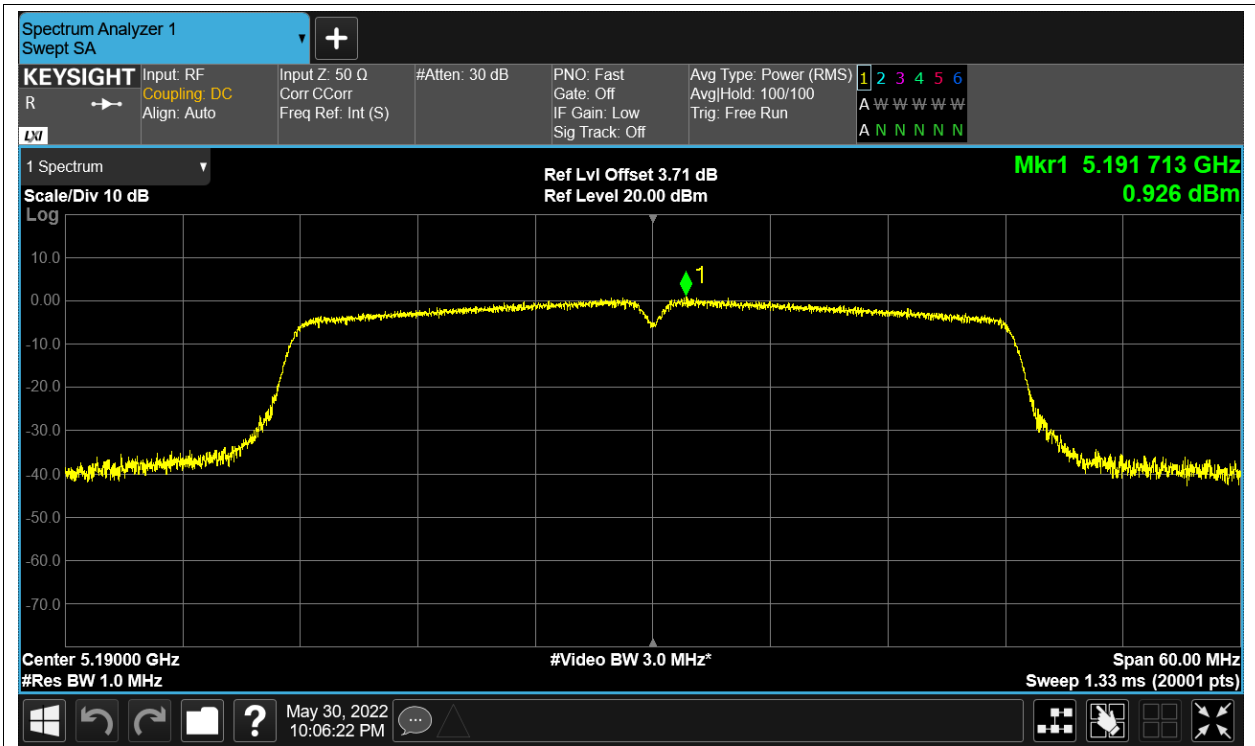 Spectrum Analyzer 1
Swept SA
KEYSIGHT
R
LXI
Input: RF
Coupling: DC
Align: Auto
Input Z: 50 Ω
Corr CCorr
Freq Ref: Int (S)
#Atten: 30 dB
PNO: Fast
Gate: Off
IF Gain: Low
Sig Track: Off
Avg Type: Power (RMS)
Avg|Hold: 100/100
Trig: Free Run
1 2 3 4 5 6
A W W W W W
A N N N N N
1 Spectrum
Scale/Div 10 dB
Log
Ref Lvl Offset 3.71 dB
Ref Level 20.00 dBm
Mkr1 5.191 713 GHz
0.926 dBm
10.0
0.00
-10.0
-20.0
-30.0
-40.0
-50.0
-60.0
-70.0
1
Center 5.19000 GHz
#Res BW 1.0 MHz
#Video BW 3.0 MHz*
Span 60.00 MHz
Sweep 1.33 ms (20001 pts)
?
May 30, 2022
10:06:22 PM